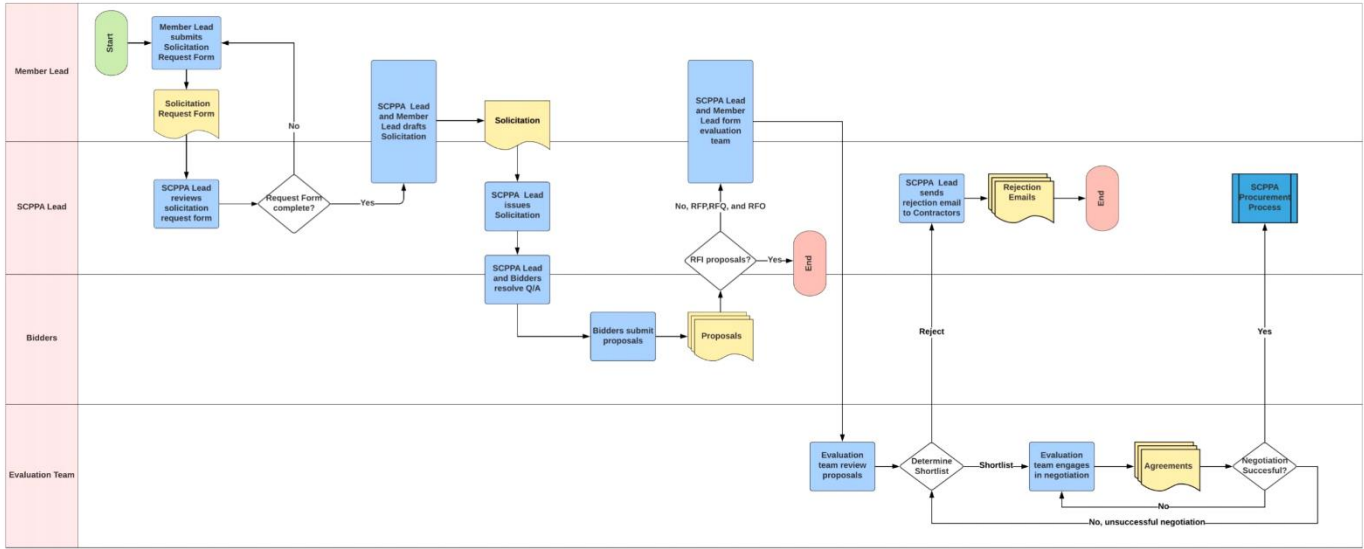 Member Lead
Start
Member Lead
submits
Solicitation
Request Form
Solicitation
Request Form
No
SCPPA Lead
and Member
Lead drafts
Solicitation
Solicitation
SCPPA Lead
and Member
Lead form
evaluation
team
SCPPA Lead
SCPPA Lead
reviews
solicitation
request form
Request Form
complete?
Yes
SCPPA Lead
issues
Solicitation
SCPPA Lead
and Bidders
resolve Q/A
No, RFP,RFQ, and RFO
RFI proposals?
Yes
End
SCPPA Lead
sends
rejection email
to Contractors
Rejection
Emails
End
SCPPA
Procurement
Process
Bidders
Bidders submit
proposals
Proposals
Reject
Yes
Evaluation Team
Evaluation
team review
proposals
Determine
Shortlist
Shortlist
Evaluation
team engages
in negotiation
Agreements
Negotiation
Succesful?
No
No, unsuccessful negotiation